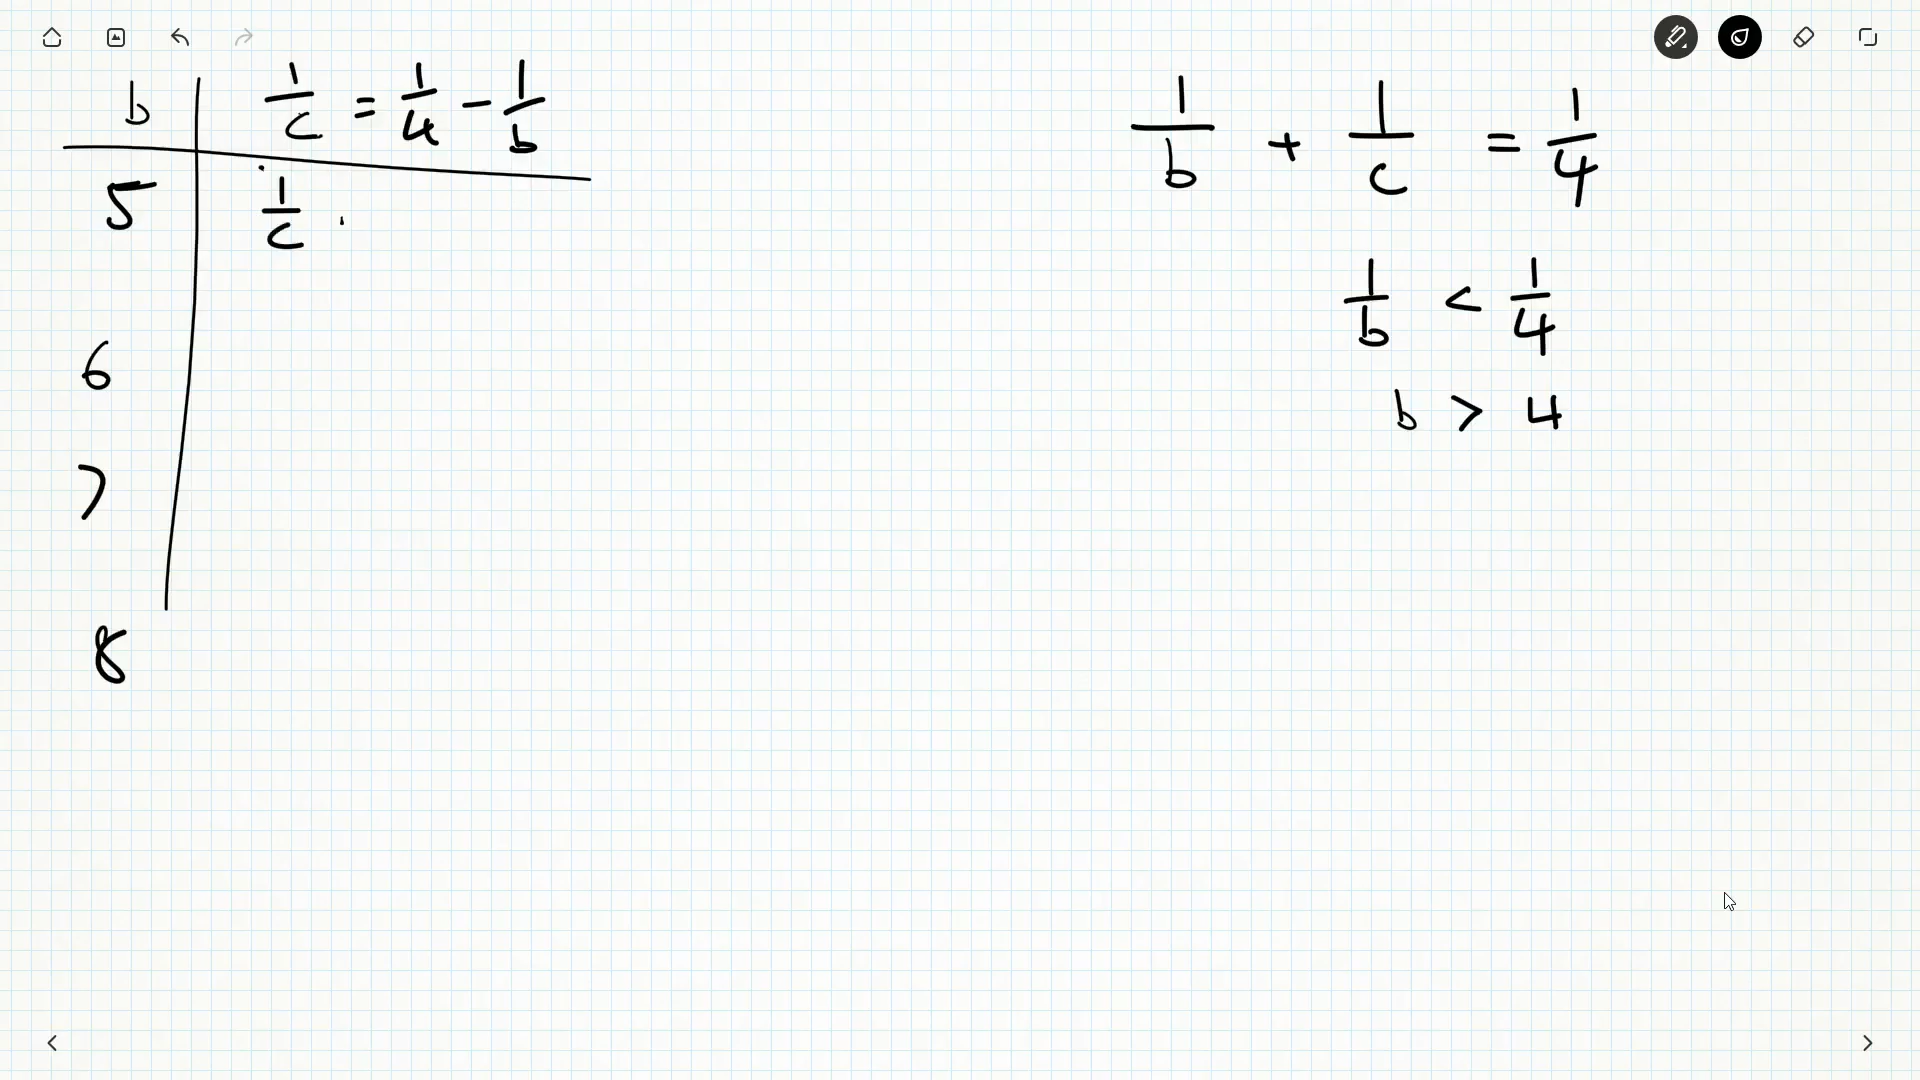 b | 1/c = 1/4 - 1/b
5 | 1/c
6
7
8
1/b + 1/c = 1/4
1/b < 1/4
b > 4